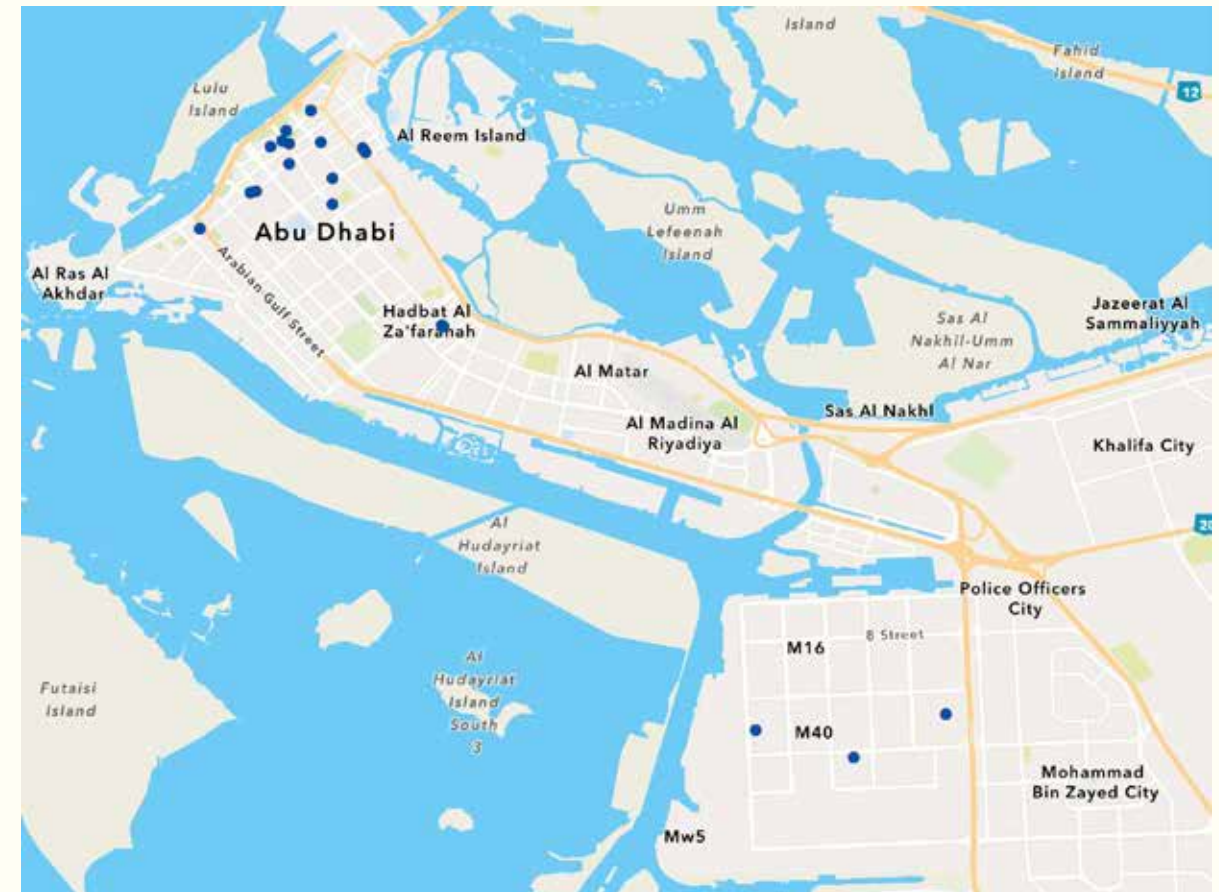 Island
Fahid
Island
12
Lulu
Island
Al Reem Island
Umm
Lefeenah
Island
Abu Dhabi
Al Ras Al
Akhdar
Arabian Gulf Street
Hadbat Al
Za'faranah
Jazeerat Al
Sammaliyyah
Sas Al
Nakhil-Umm
Al Nar
Al Matar
Sas Al Nakhl
Al Madina Al
Riyadiya
Khalifa City
Al
Hudayriat
Island
20
Police Officers
City
8 Street
M16
Al
Hudayriat
Island
South
3
Futaisi
Island
M40
Mohammad
Bin Zayed City
Mw5